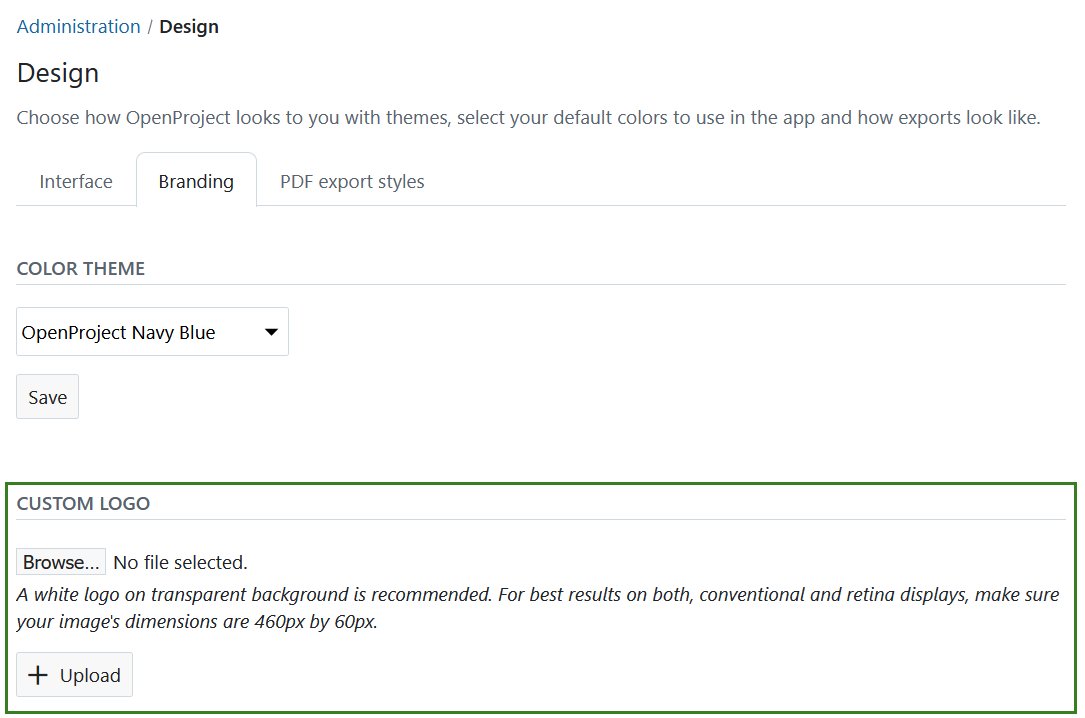 Administration / Design
Design
Choose how OpenProject looks to you with themes, select your default colors to use in the app and how exports look like.
Interface Branding PDF export styles
COLOR THEME
OpenProject Navy Blue
Save
CUSTOM LOGO
Browse... No file selected.
A white logo on transparent background is recommended. For best results on both, conventional and retina displays, make sure
your image's dimensions are 460px by 60px.
+ Upload